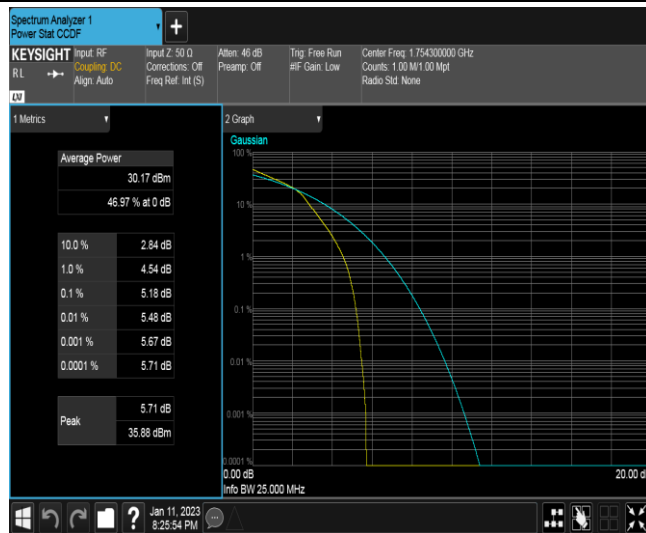 Spectrum Analyzer 1
Power Stat CCDF
+
KEYSIGHT
RL
LXI
Input: RF
Coupling: DC
Align: Auto
Input Z: 50 Ω
Corrections: Off
Freq Ref: Int (S)
Atten: 46 dB
Preamp: Off
Trig: Free Run
#IF Gain: Low
Center Freq: 1.754300000 GHz
Counts: 1.00 M/1.00 Mpt
Radio Std: None
1 Metrics
Average Power
30.17 dBm
46.97 % at 0 dB
10.0 % 2.84 dB
1.0 % 4.54 dB
0.1 % 5.18 dB
0.01 % 5.48 dB
0.001 % 5.67 dB
0.0001 % 5.71 dB
Peak
5.71 dB
35.88 dBm
2 Graph
Gaussian
100 %
10 %
1 %
0.1 %
0.01 %
0.001 %
0.0001 %
0.00 dB
20.00 d
Info BW 25.000 MHz
?
Jan 11, 2023
8:25:54 PM